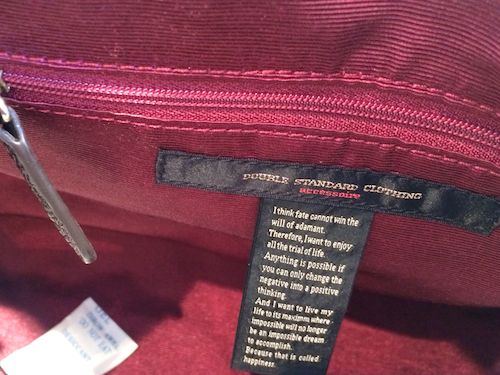 DOUBLE STANDARD CLOTHING
accessoire
I think fate cannot win the
will of adamant.
Therefore, I want to enjoy
all the trial of life.
Anything is possible if
you can only change the
negative into a positive
thinking.
And I want to live my
life to its maximum where
impossible will no longer
be an impossible dream
to accomplish.
Because that is called
happiness.
DO NOT EAT